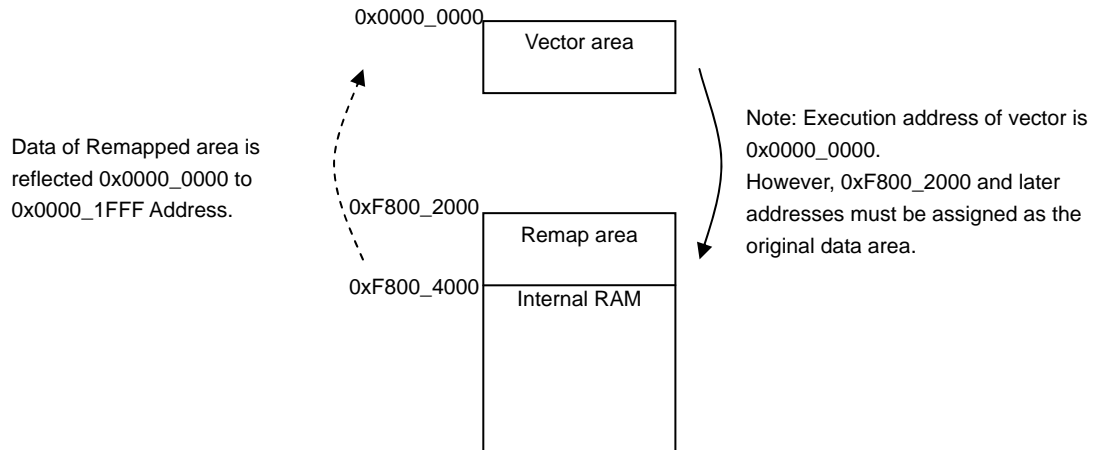 0x0000_0000
Vector area
Data of Remapped area is
reflected 0x0000_0000 to
0x0000_1FFF Address.
Note: Execution address of vector is
0x0000_0000.
However, 0xF800_2000 and later
addresses must be assigned as the
original data area.
0xF800_2000
Remap area
0xF800_4000
Internal RAM